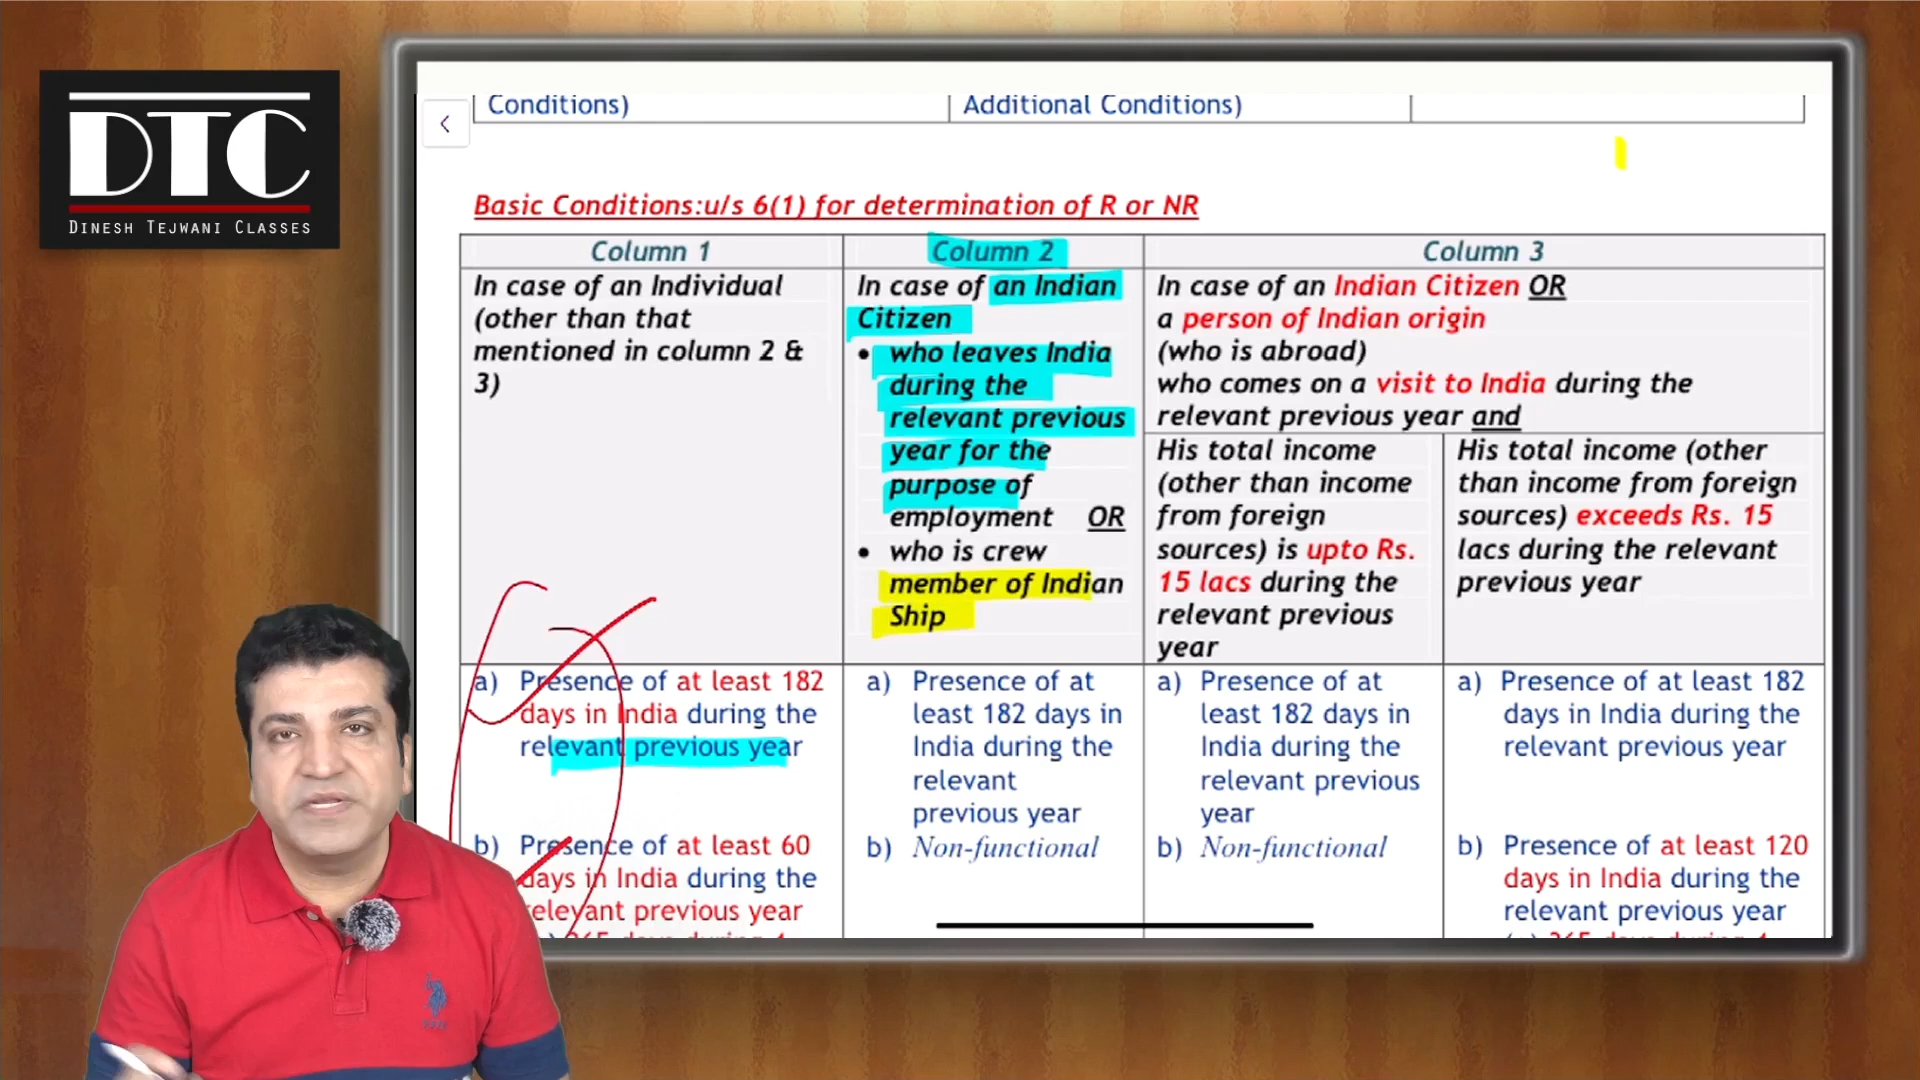 DTC
DINESH TEJWANI CLASSES
Conditions)
Additional Conditions)
Basic Conditions:u/s 6(1) for determination of R or NR
Column 1
In case of an Individual
(other than that
mentioned in column 2 &
3)
a) Presence of at least 182
days in India during the
relevant previous year
b) Presence of at least 60
days in India during the
relevant previous year
Column 2
In case of an Indian
Citizen
• who leaves India
during the
relevant previous
year for the
purpose of
employment OR
• who is crew
member of Indian
Ship
a) Presence of at
least 182 days in
India during the
relevant
previous year
b) Non-functional
Column 3
In case of an Indian Citizen OR
a person of Indian origin
(who is abroad)
who comes on a visit to India during the
relevant previous year and
His total income
(other than income
from foreign
sources) is upto Rs.
15 lacs during the
relevant previous
year
a) Presence of at
least 182 days in
India during the
relevant previous
year
b) Non-functional
His total income (other
than income from foreign
sources) exceeds Rs. 15
lacs during the relevant
previous year
a) Presence of at least 182
days in India during the
relevant previous year
b) Presence of at least 120
days in India during the
relevant previous year